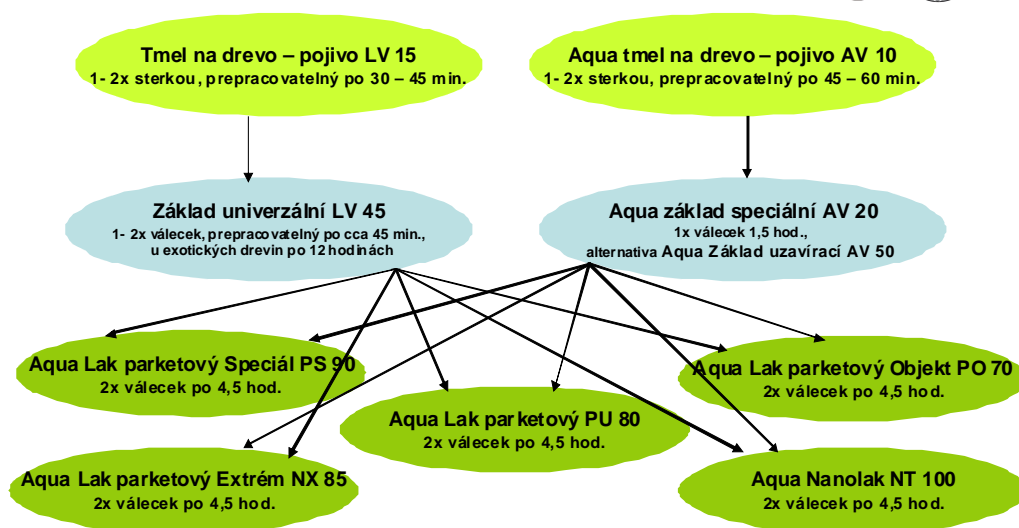 Tmel na drevo – pojivo LV 15
1- 2x sterkou, prepracovatelný po 30 – 45 min.
Aqua tmel na drevo – pojivo AV 10
1- 2x sterkou, prepracovatelný po 45 – 60 min.
Základ univerzální LV 45
1- 2x válecek, prepracovatelný po cca 45 min.,
u exotických drevin po 12 hodinách
Aqua základ speciální AV 20
1x válecek 1,5 hod.,
alternativa Aqua Základ uzavírací AV 50
Aqua Lak parketový Speciál PS 90
2x válecek po 4,5 hod.
Aqua Lak parketový Objekt PO 70
2x válecek po 4,5 hod.
Aqua Lak parketový PU 80
2x válecek po 4,5 hod.
Aqua Lak parketový Extrém NX 85
2x válecek po 4,5 hod.
Aqua Nanolak NT 100
2x válecek po 4,5 hod.